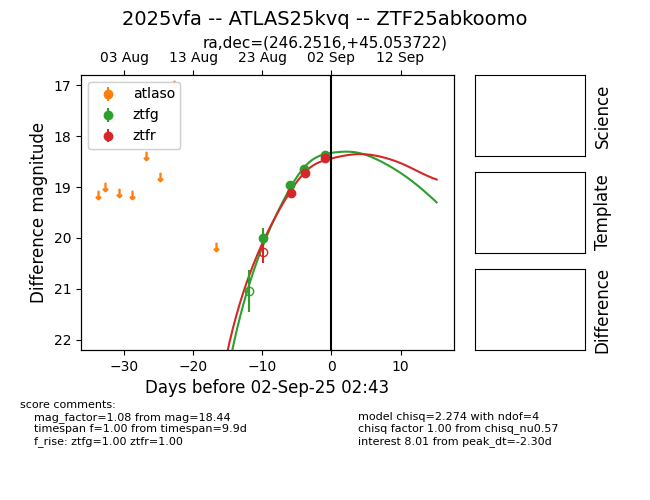 2025vfa -- ATLAS25kvq -- ZTF25abkoomo
ra,dec=(246.2516,+45.053722)
03 Aug 13 Aug 23 Aug 02 Sep 12 Sep
17
18
19
20
21
22
Difference magnitude
atlaso
ztfg
ztfr
−30 −20 −10 0 10
Days before 02-Sep-25 02:43
Science
Template
Difference
score comments:
mag_factor=1.08 from mag=18.44
timespan f=1.00 from timespan=9.9d
f_rise: ztfg=1.00 ztfr=1.00
model chisq=2.274 with ndof=4
chisq factor 1.00 from chisq_nu0.57
interest 8.01 from peak_dt=-2.30d